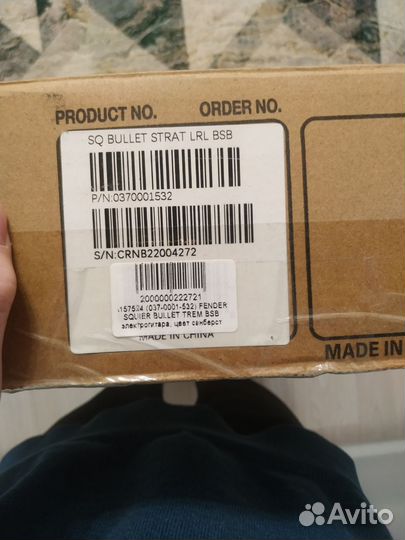 PRODUCT NO. ORDER NO.
SQ BULLET STRAT LRL BSB
P/N:0370001532
S/N:CRNB22004272
2000000222721
157594 (037-0001-532) FENDER
SQUIER BULLET TREM BSB
электрогитара, цвет санберст
MADE IN CHINA
MADE IN
Avito